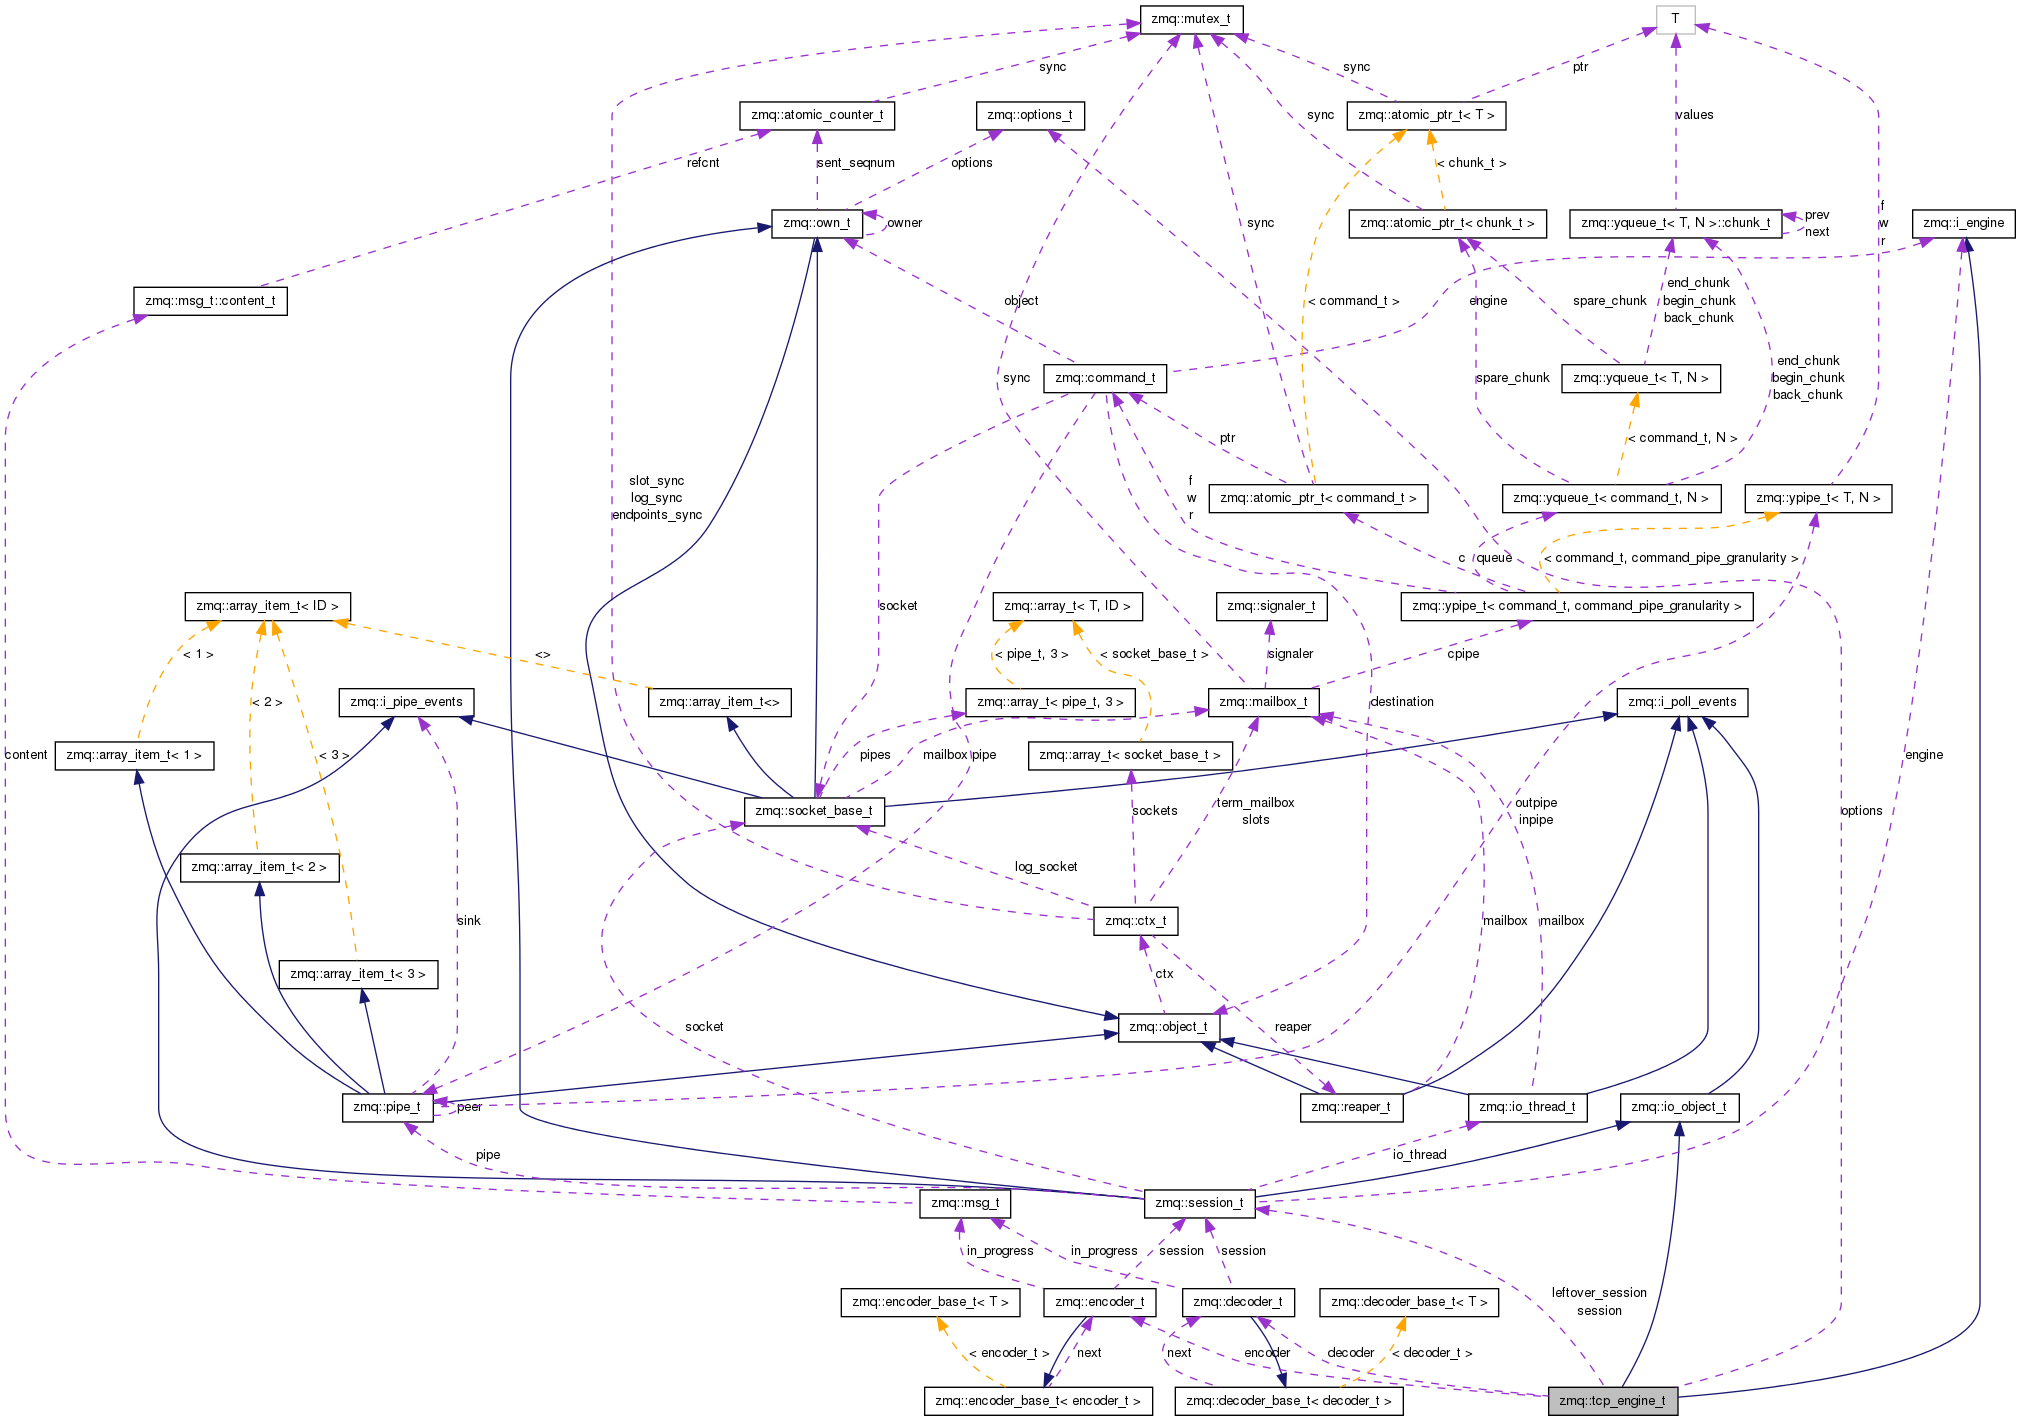 zmq::mutex_t
T
sync
sync
ptr
zmq::atomic_counter_t
zmq::options_t
zmq::atomic_ptr_t< T >
sync
values
refcnt
sent_seqnum
options
< chunk_t >
zmq::own_t
owner
sync
zmq::atomic_ptr_t< chunk_t >
zmq::yqueue_t< T, N >::chunk_t
prev
next
f
w
r
zmq::i_engine
zmq::msg_t::content_t
object
< command_t >
engine
spare_chunk
end_chunk
begin_chunk
back_chunk
sync
zmq::command_t
spare_chunk
zmq::yqueue_t< T, N >
end_chunk
begin_chunk
back_chunk
ptr
< command_t, N >
slot_sync
log_sync
endpoints_sync
f
w
r
zmq::atomic_ptr_t< command_t >
zmq::yqueue_t< command_t, N >
zmq::ypipe_t< T, N >
c
queue
< command_t, command_pipe_granularity >
zmq::array_item_t< ID >
socket
zmq::array_t< T, ID >
zmq::signaler_t
zmq::ypipe_t< command_t, command_pipe_granularity >
< 1 >
<>
< pipe_t, 3 >
< socket_base_t >
signaler
cpipe
< 2 >
zmq::i_pipe_events
zmq::array_item_t<>
zmq::array_t< pipe_t, 3 >
zmq::mailbox_t
destination
zmq::i_poll_events
content
zmq::array_item_t< 1 >
< 3 >
pipes
mailbox
pipe
zmq::array_t< socket_base_t >
engine
zmq::socket_base_t
sockets
term_mailbox
slots
outpipe
inpipe
options
zmq::array_item_t< 2 >
log_socket
sink
zmq::ctx_t
mailbox
mailbox
zmq::array_item_t< 3 >
ctx
socket
zmq::object_t
reaper
zmq::pipe_t
peer
zmq::reaper_t
zmq::io_thread_t
zmq::io_object_t
pipe
io_thread
zmq::msg_t
zmq::session_t
in_progress
in_progress
session
session
leftover_session
session
zmq::encoder_base_t< T >
zmq::encoder_t
zmq::decoder_t
zmq::decoder_base_t< T >
< encoder_t >
next
next
encoder
decoder
< decoder_t >
zmq::encoder_base_t< encoder_t >
zmq::decoder_base_t< decoder_t >
zmq::tcp_engine_t